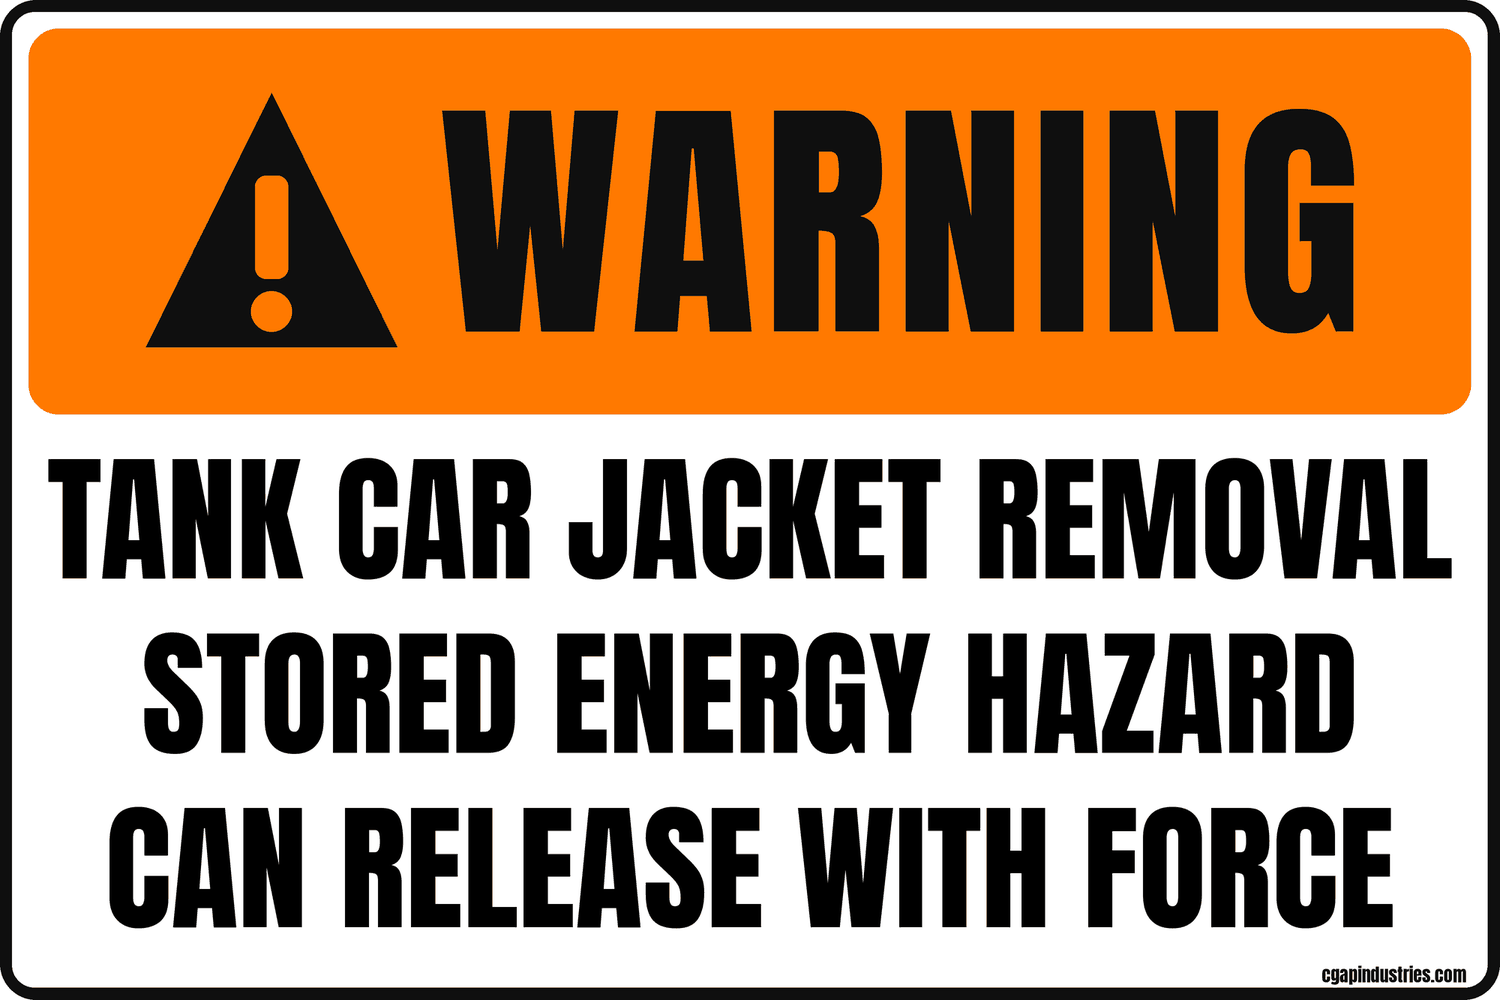 WARNING
TANK CAR JACKET REMOVAL
STORED ENERGY HAZARD
CAN RELEASE WITH FORCE
cgapindustries.com